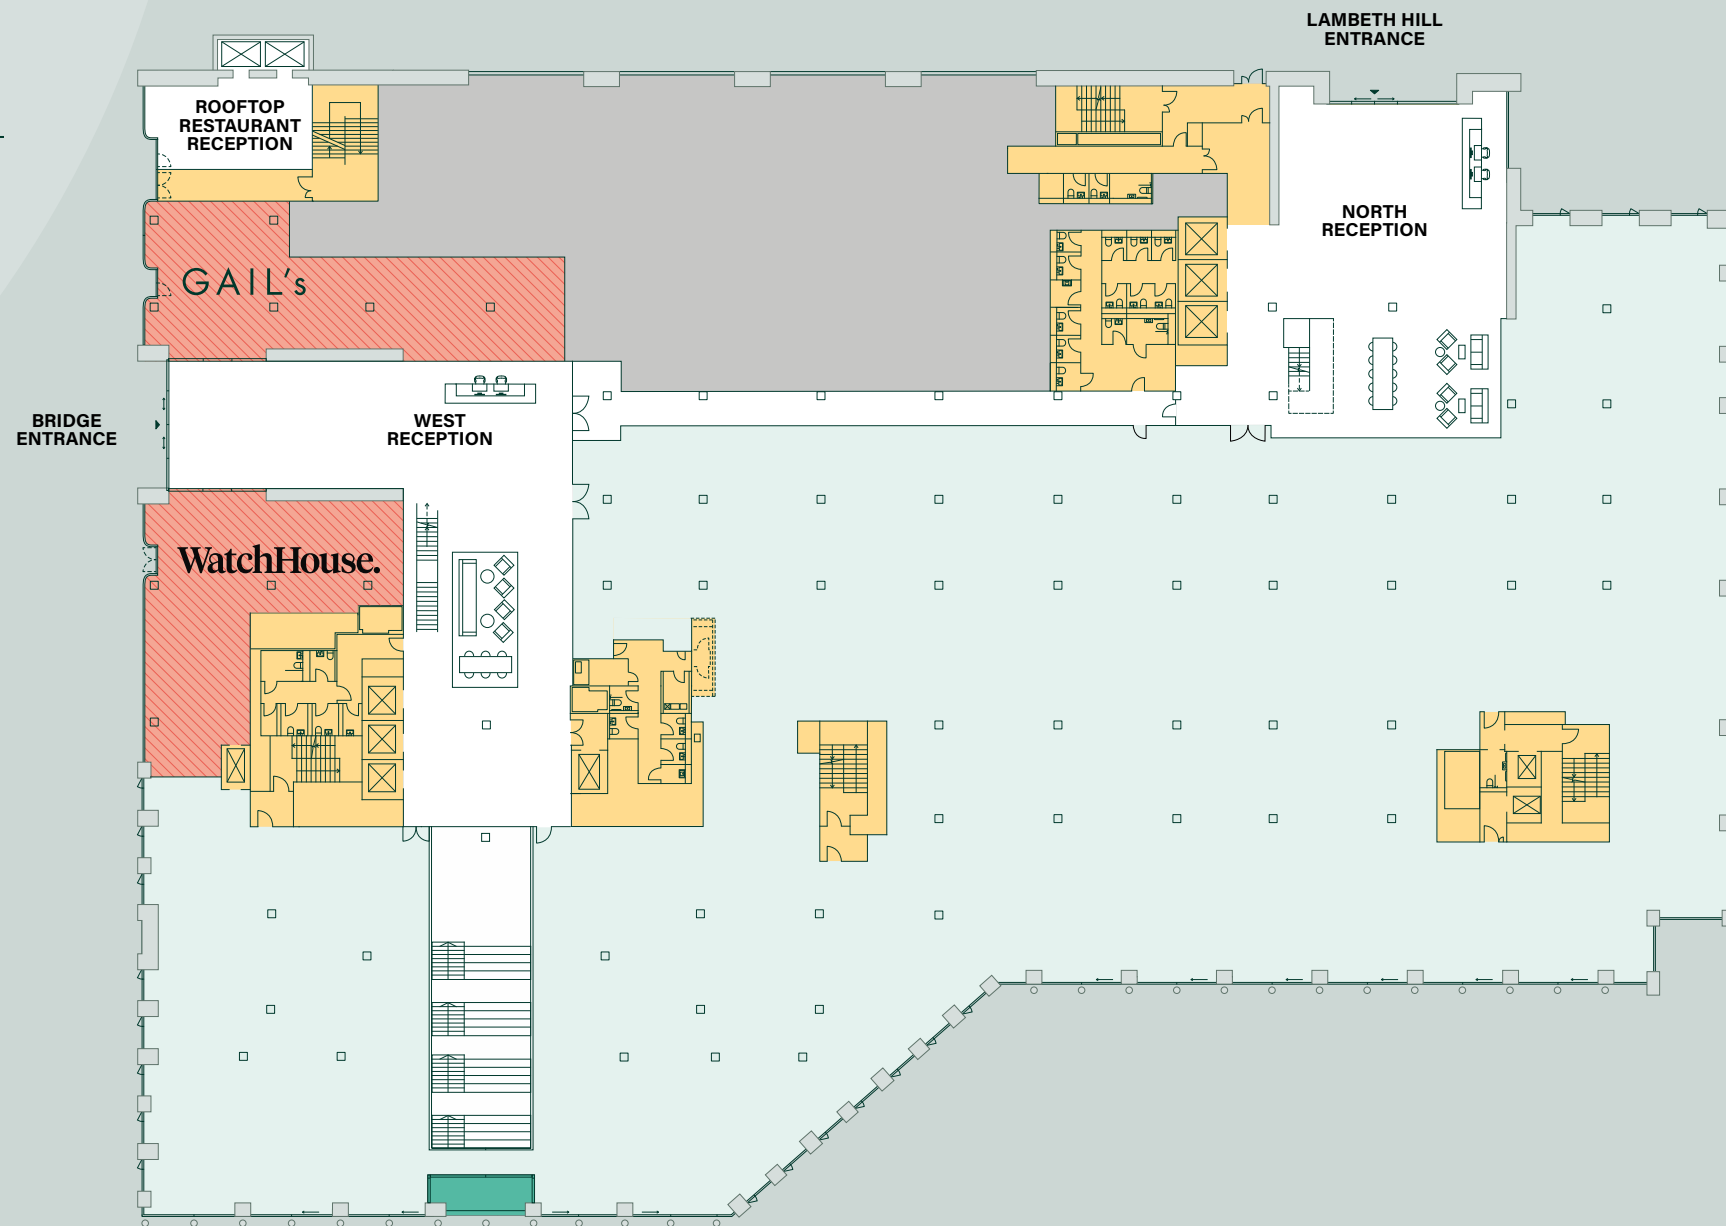 LAMBETH HILL
ENTRANCE
ROOFTOP
RESTAURANT
RECEPTION
NORTH
RECEPTION
GAIL's
BRIDGE
ENTRANCE
WEST
RECEPTION
WatchHouse.